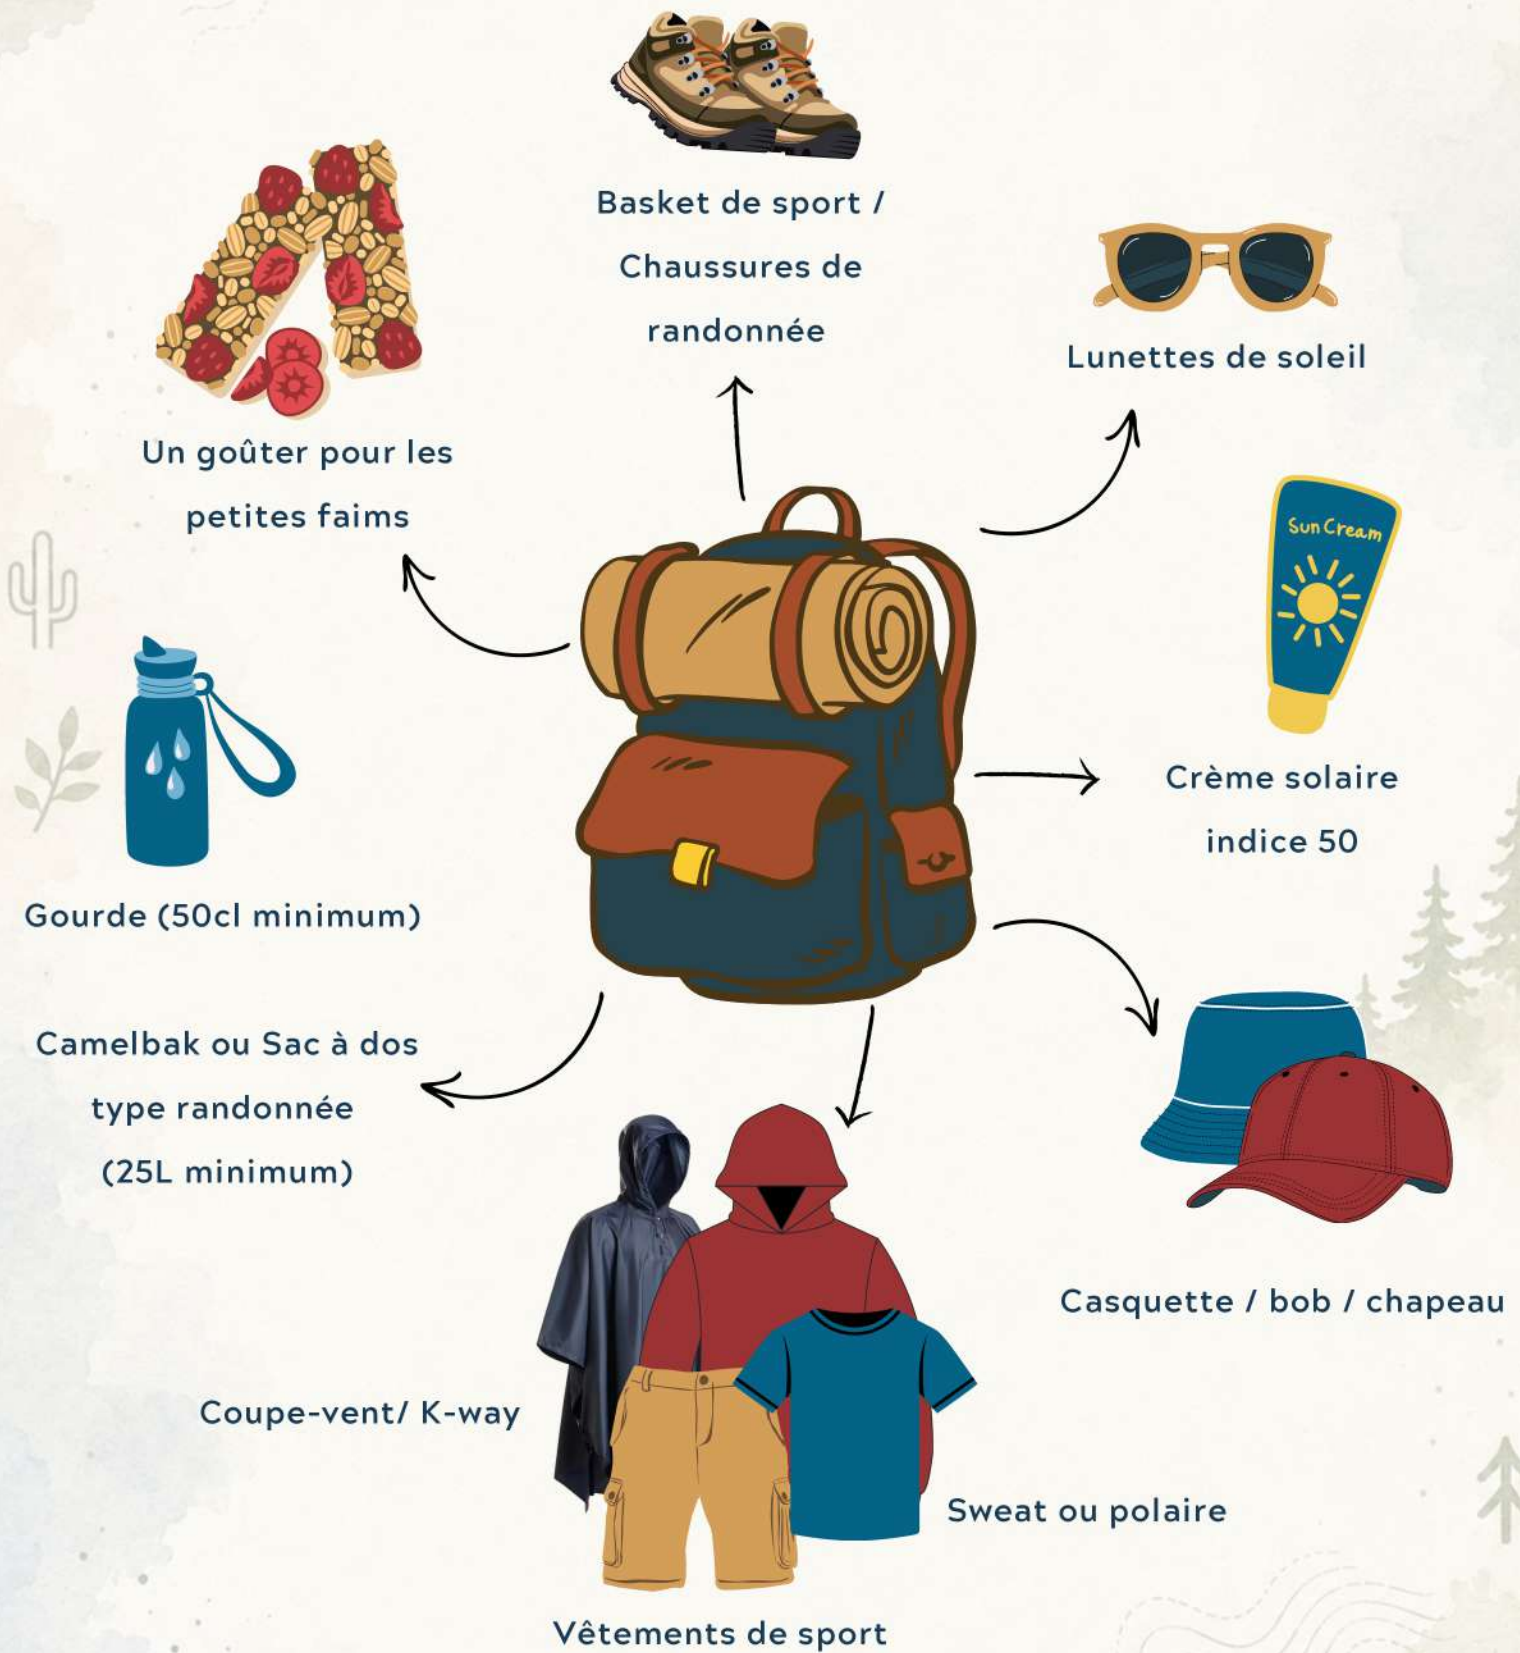 Basket de sport /
Chaussures de
randonnée
Lunettes de soleil
Un goûter pour les
petites faims
Sun Cream
Crème solaire
indice 50
Gourde (50cl minimum)
Camelbak ou Sac à dos
type randonnée
(25L minimum)
Casquette / bob / chapeau
Coupe-vent/ K-way
Sweat ou polaire
Vêtements de sport